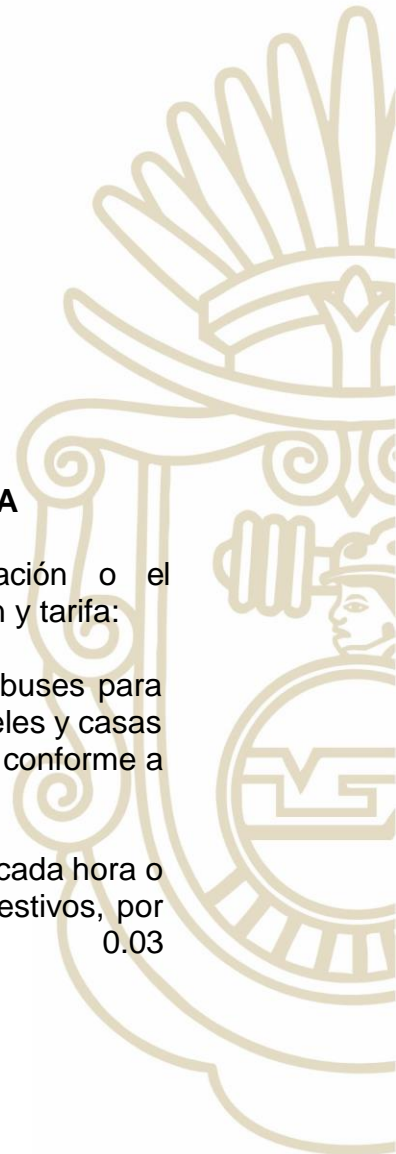 A
ación o el
n y tarifa:
buses para
eles y casas
conforme a
cada hora o
estivos, por
0.03